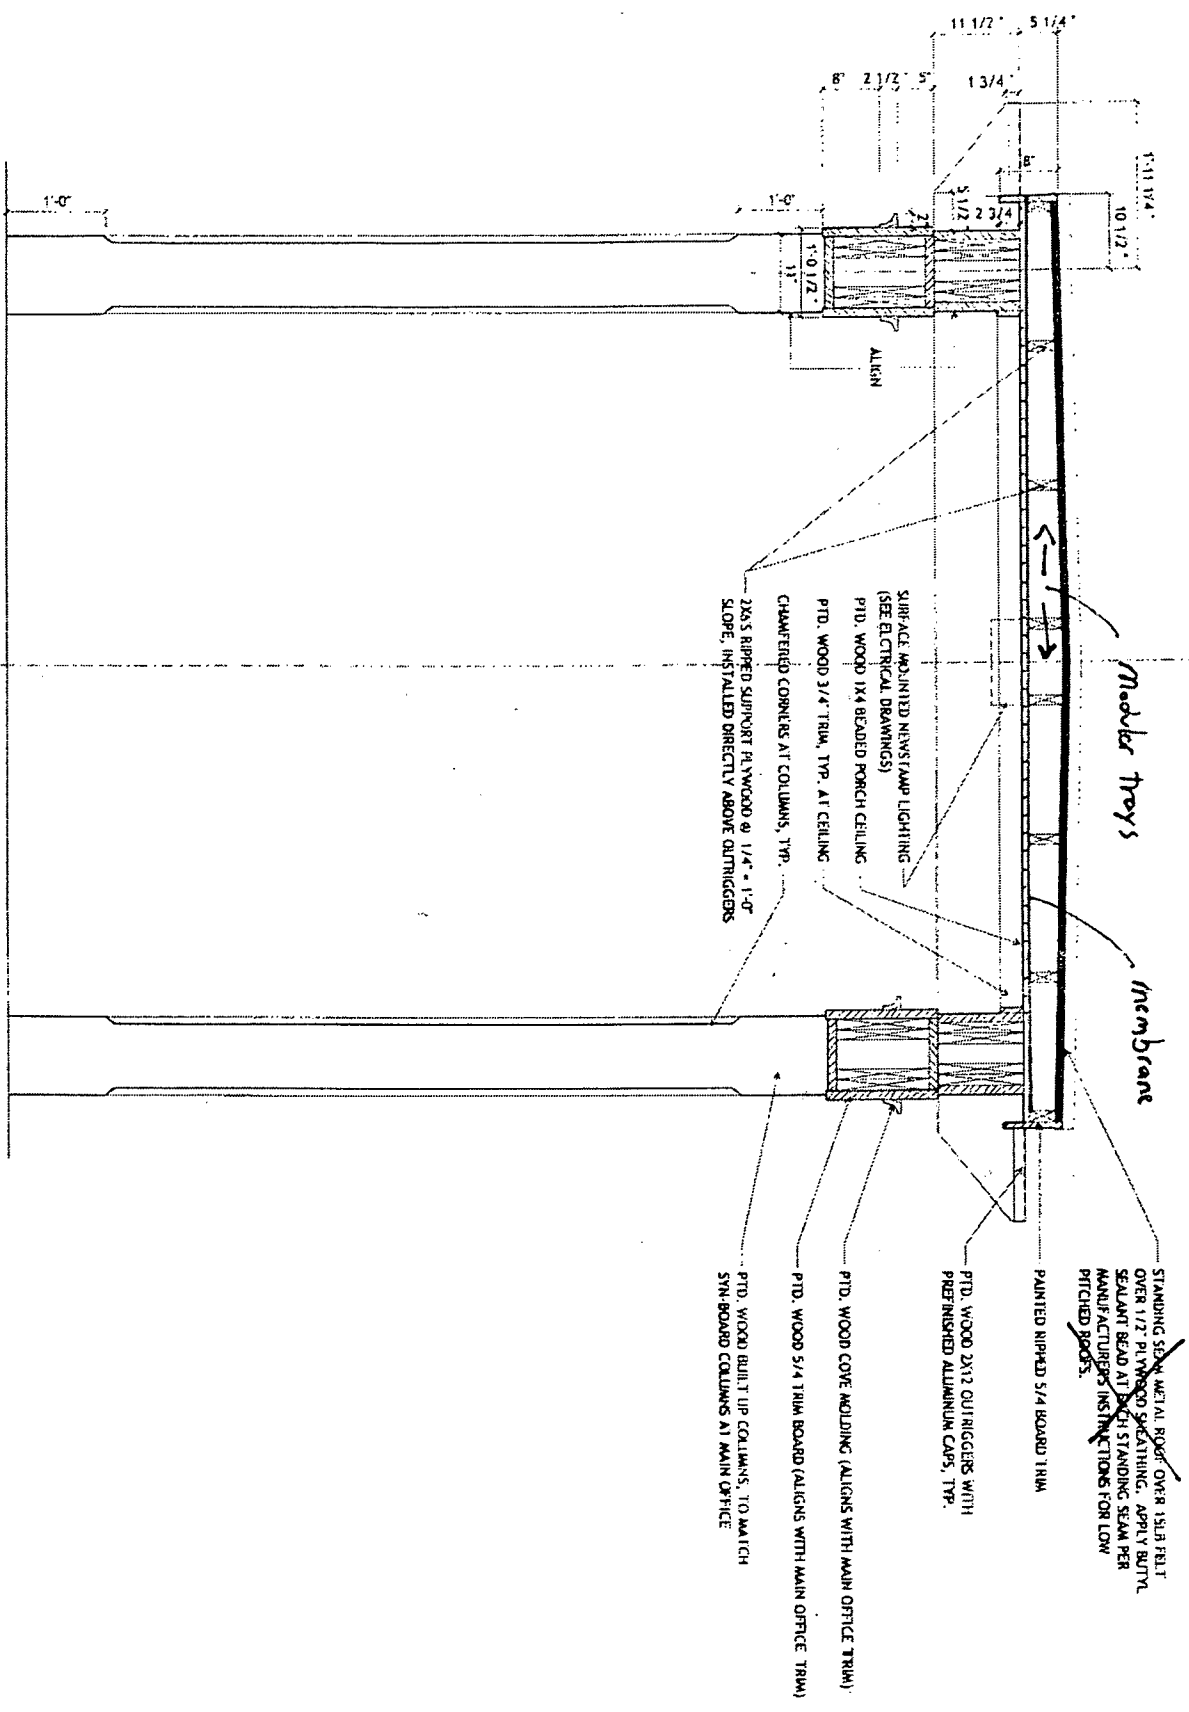 11 1/2"
5 1/4"
8"
2 1/2"
5"
1 3/4"
1'-11 1/4"
10 1/2"
8"
5 1/2
2 3/4
2"
1'-0"
1'-0"
1'-0 1/2"
11"
ALIGN
Modular trays
membrane
SURFACE MOUNTED NEWSTAMP LIGHTING
(SEE ELCTRICAL DRAWINGS)
PTD. WOOD 1X4 BEADED PORCH CEILING
PTD. WOOD 3/4" TRIM, TYP. AT CEILING
CHAMFERED CORNERS AT COLUMNS, TYP.
2X6'S RIPPED SUPPORT PLYWOOD @ 1/4" = 1'-0"
SLOPE, INSTALLED DIRECTLY ABOVE OUTRIGGERS
STANDING SEAM METAL ROOF OVER 15LB FELT
OVER 1/2" PLYWOOD SHEATHING. APPLY BUTYL
SEALANT BEAD AT EACH STANDING SEAM PER
MANUFACTURER'S INSTRUCTIONS FOR LOW
PITCHED ROOFS.
PAINTED RIPPED 5/4 BOARD TRIM
PTD. WOOD 2X12 OUTRIGGERS WITH
PREFINISHED ALUMINUM CAPS, TYP.
PTD. WOOD COVE MOLDING (ALIGNS WITH MAIN OFFICE TRIM)
PTD. WOOD 5/4 TRIM BOARD (ALIGNS WITH MAIN OFFICE TRIM)
PTD. WOOD BUILT UP COLUMNS, TO MATCH
SYN-BOARD COLUMNS AT MAIN OFFICE